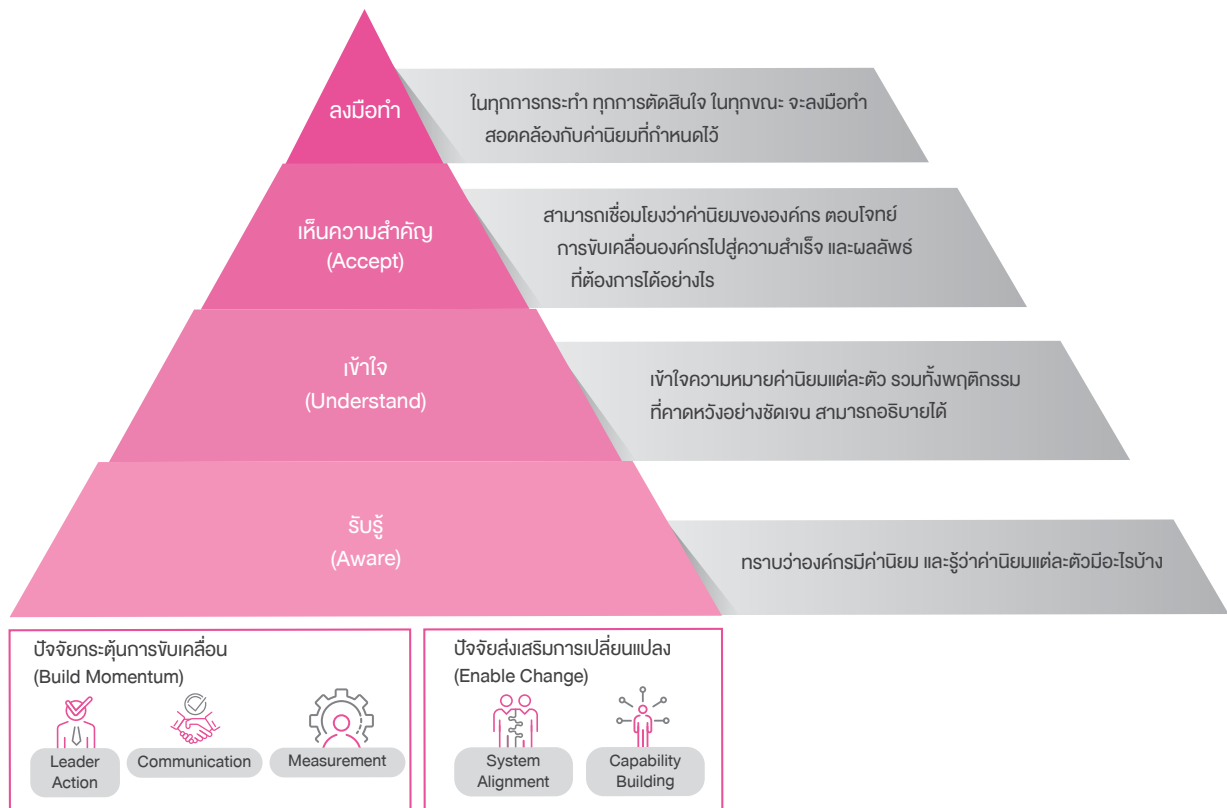 ลงมือทำ
ในทุกการกระทำ ทุกการตัดสินใจ ในทุกขณะ จะลงมือทำ
สอดคล้องกับค่านิยมที่กำหนดไว้
เห็นความสำคัญ
(Accept)
สามารถเชื่อมโยงว่าค่านิยมขององค์กร ตอบโจทย์
การขับเคลื่อนองค์กรไปสู่ความสำเร็จ และผลลัพธ์
ที่ต้องการได้อย่างไร
เข้าใจ
(Understand)
เข้าใจความหมายค่านิยมแต่ละตัว รวมทั้งพฤติกรรม
ที่คาดหวังอย่างชัดเจน สามารถอธิบายได้
รับรู้
(Aware)
ทราบว่าองค์กรมีค่านิยม และรู้ว่าค่านิยมแต่ละตัวมีอะไรบ้าง
ปัจจัยกระตุ้นการขับเคลื่อน
(Build Momentum)
Leader
Action
Communication
Measurement
ปัจจัยส่งเสริมการเปลี่ยนแปลง
(Enable Change)
System
Alignment
Capability
Building